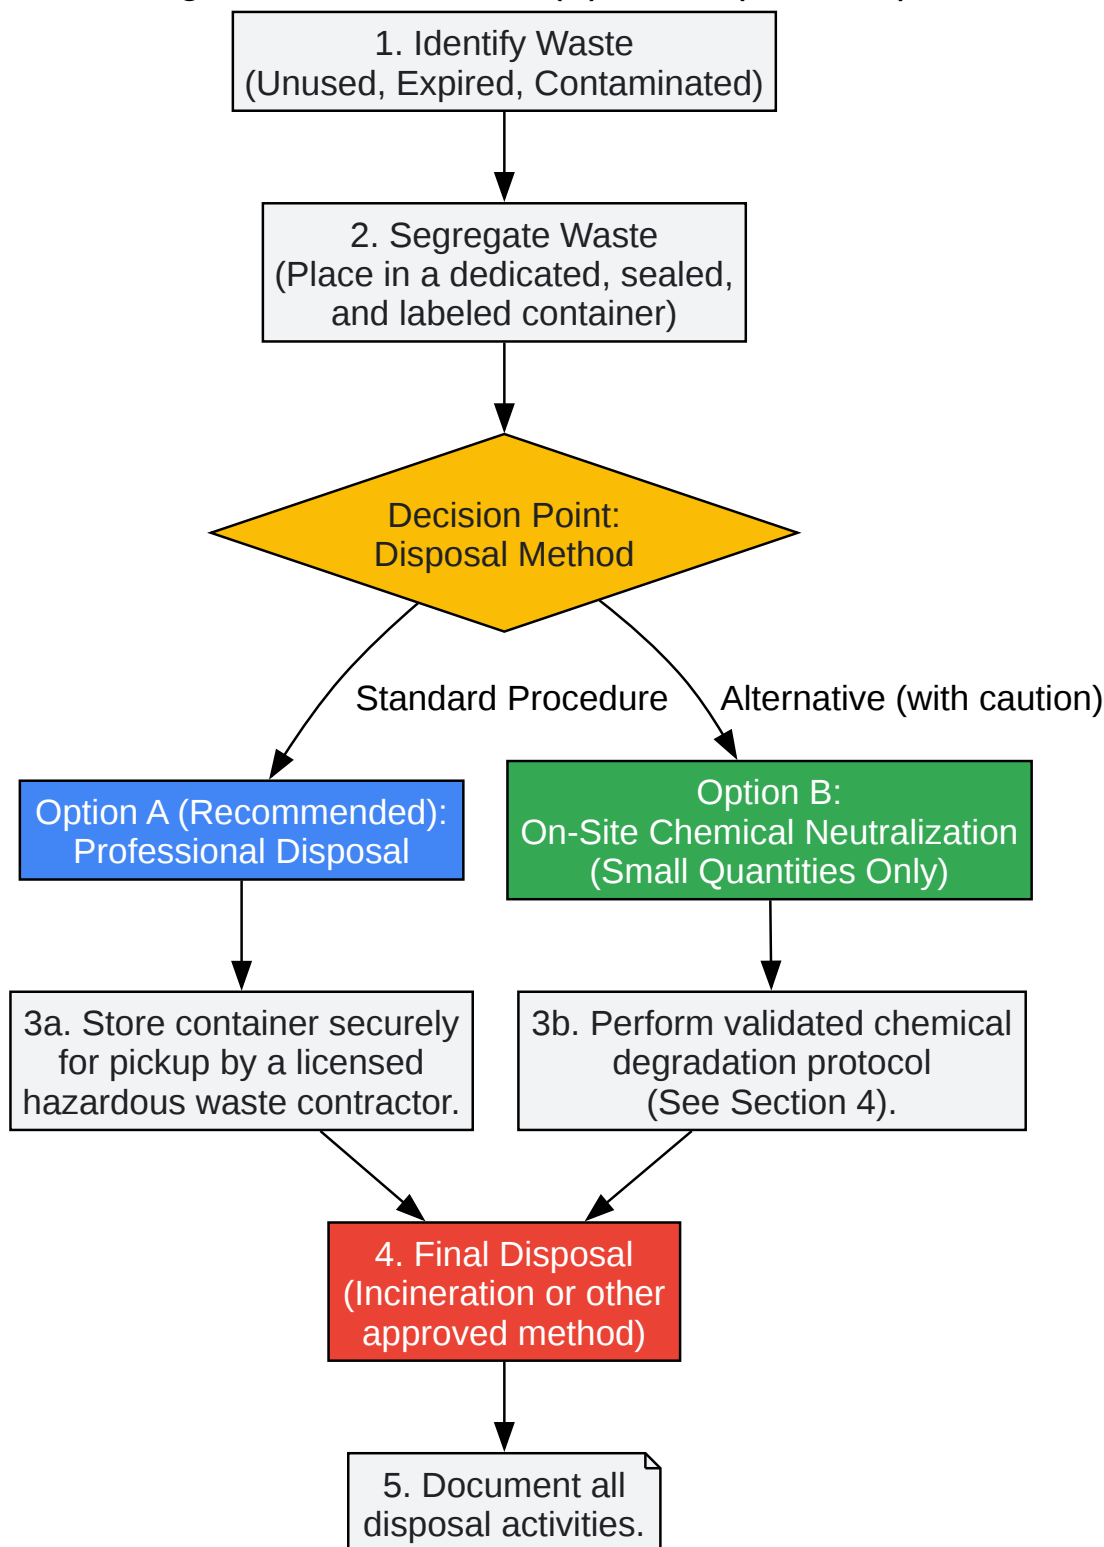 1. Identify Waste
(Unused, Expired, Contaminated)
2. Segregate Waste
(Place in a dedicated, sealed,
and labeled container)
Decision Point:
Disposal Method
Standard Procedure
Alternative (with caution)
Option A (Recommended):
Professional Disposal
Option B:
On-Site Chemical Neutralization
(Small Quantities Only)
3a. Store container securely
for pickup by a licensed
hazardous waste contractor.
3b. Perform validated chemical
degradation protocol
(See Section 4).
4. Final Disposal
(Incineration or other
approved method)
5. Document all
disposal activities.